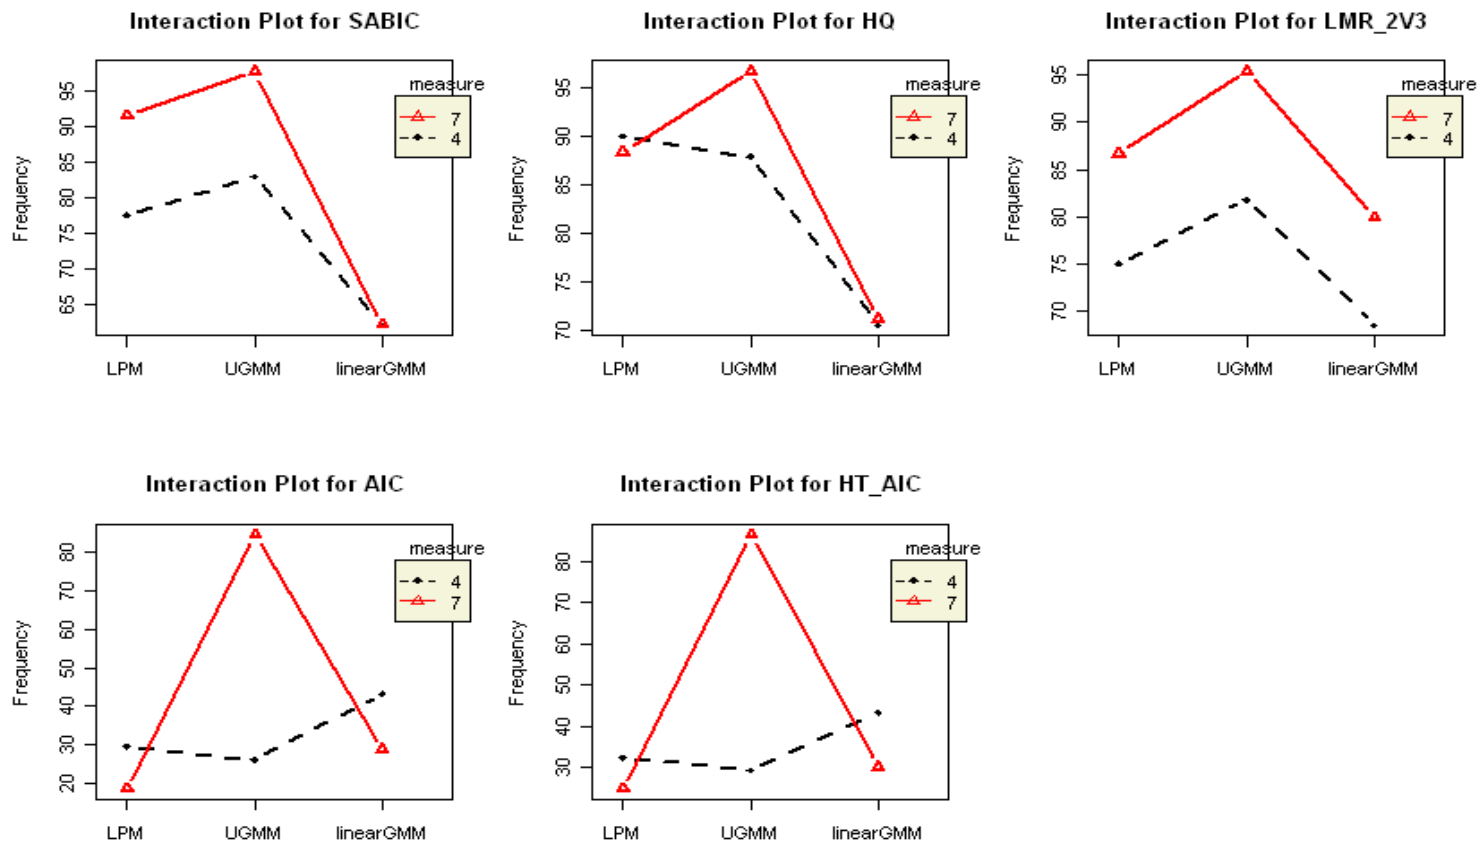 Interaction Plot for SABIC
Frequency
95
90
85
80
75
70
65
measure
7
4
LPM UGMM linearGMM
Interaction Plot for HQ
Frequency
95
90
85
80
75
70
measure
7
4
LPM UGMM linearGMM
Interaction Plot for LMR_2V3
Frequency
95
90
85
80
75
70
measure
7
4
LPM UGMM linearGMM
Interaction Plot for AIC
Frequency
80
70
60
50
40
30
20
measure
4
7
LPM UGMM linearGMM
Interaction Plot for HT_AIC
Frequency
80
70
60
50
40
30
measure
4
7
LPM UGMM linearGMM